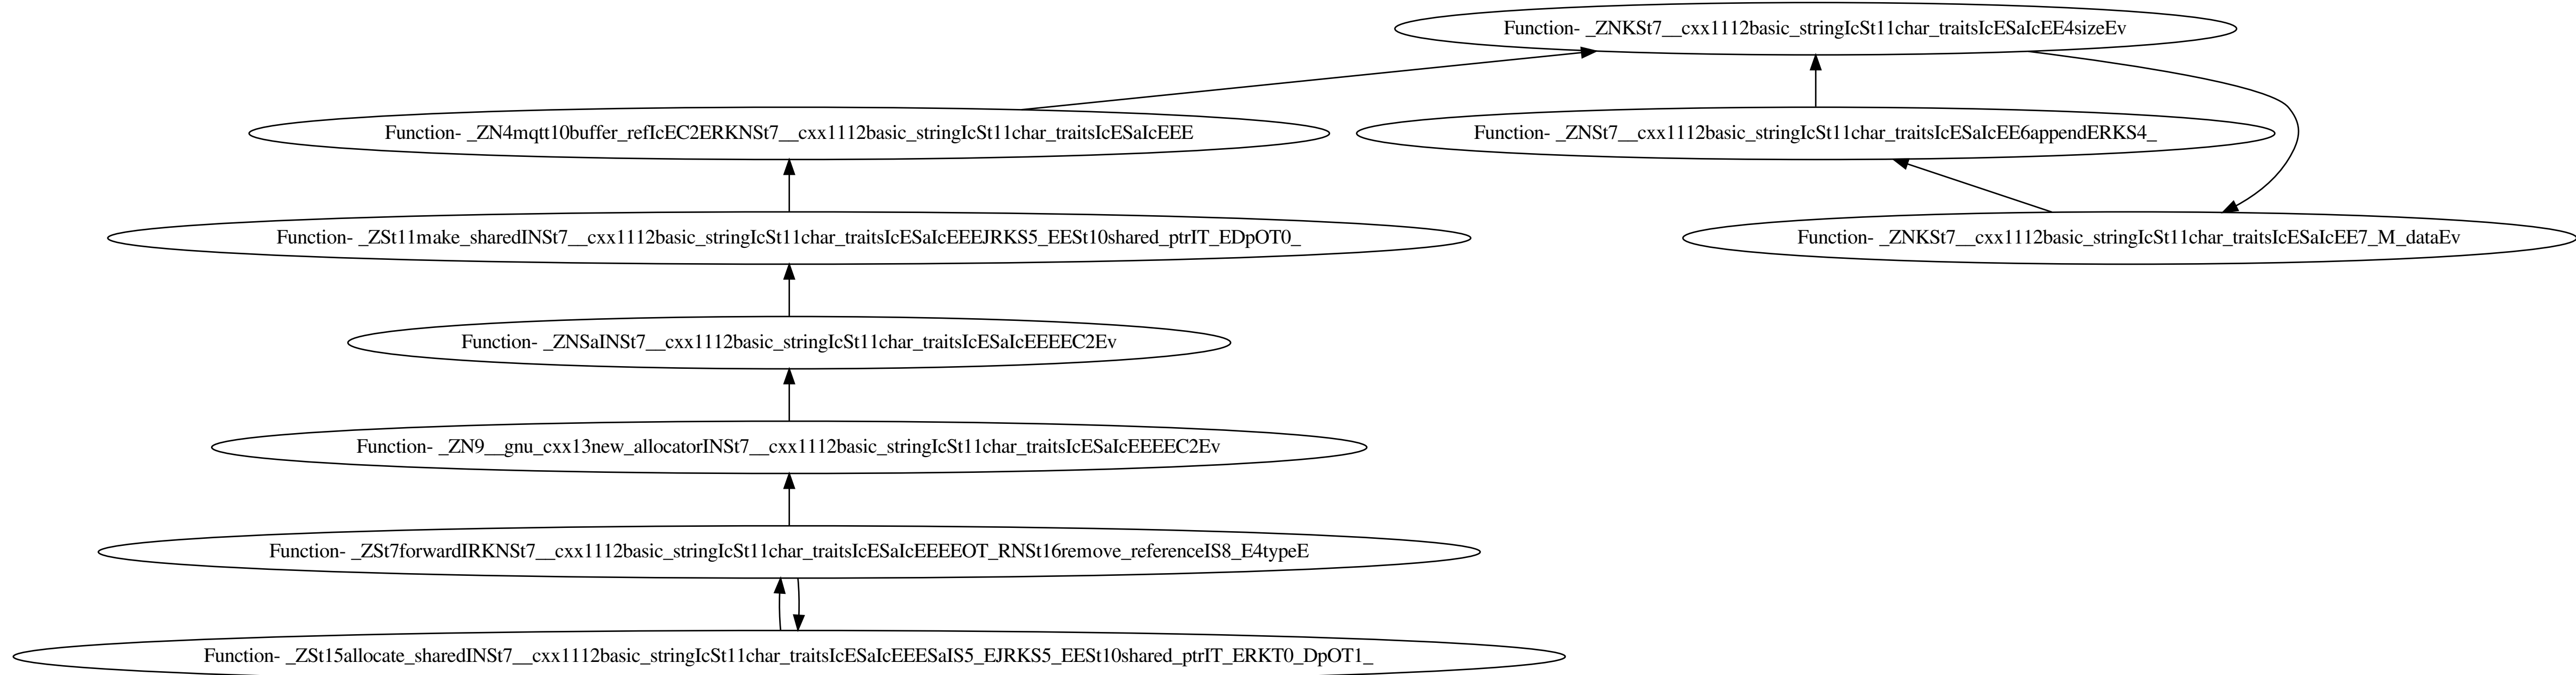 Function- _ZNKSt7__cxx1112basic_stringIcSt11char_traitsIcESaIcEE4sizeEv
Function- _ZN4mqtt10buffer_refIcEC2ERKNSt7__cxx1112basic_stringIcSt11char_traitsIcESaIcEEE
Function- _ZNSt7__cxx1112basic_stringIcSt11char_traitsIcESaIcEE6appendERKS4_
Function- _ZSt11make_sharedINSt7__cxx1112basic_stringIcSt11char_traitsIcESaIcEEEJRKS5_EESt10shared_ptrIT_EDpOT0_
Function- _ZNKSt7__cxx1112basic_stringIcSt11char_traitsIcESaIcEE7_M_dataEv
Function- _ZNSaINSt7__cxx1112basic_stringIcSt11char_traitsIcESaIcEEEEC2Ev
Function- _ZN9__gnu_cxx13new_allocatorINSt7__cxx1112basic_stringIcSt11char_traitsIcESaIcEEEEC2Ev
Function- _ZSt7forwardIRKNSt7__cxx1112basic_stringIcSt11char_traitsIcESaIcEEEEOT_RNSt16remove_referenceIS8_E4typeE
Function- _ZSt15allocate_sharedINSt7__cxx1112basic_stringIcSt11char_traitsIcESaIcEEESaIS5_EJRKS5_EESt10shared_ptrIT_ERKT0_DpOT1_